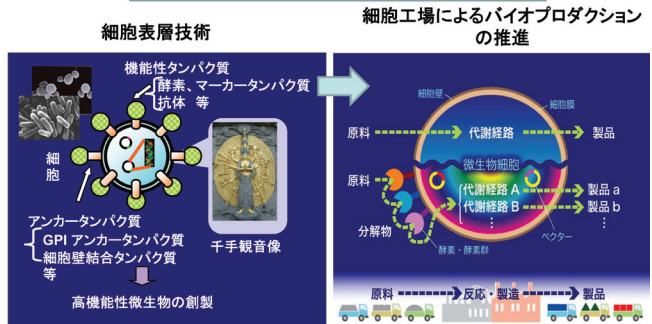 細胞表層技術
機能性タンパク質
酵素、マーカータンパク質
抗体 等
細胞
アンカータンパク質
GPI アンカータンパク質
細胞壁結合タンパク質
等
千手観音像
高機能性微生物の創製
細胞工場によるバイオプロダクション
の推進
細胞壁
細胞膜
原料
代謝経路
製品
微生物細胞
原料
代謝経路 A
製品 a
代謝経路 B
製品 b
⋮
⋮
分解物
ベクター
酵素・酵素群
原料
反応・製造
製品